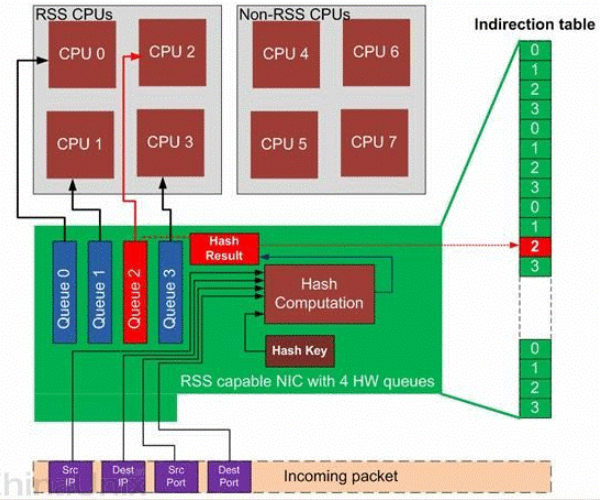 RSS CPUs
Non-RSS CPUs
Indirection table
CPU 0
CPU 2
CPU 4
CPU 6
CPU 1
CPU 3
CPU 5
CPU 7
0
1
2
3
0
1
2
3
0
1
2
3
0
1
2
3
Queue 0
Queue 1
Queue 2
Queue 3
Hash
Result
Hash
Computation
Hash Key
RSS capable NIC with 4 HW queues
Src
IP
Dest
IP
Src
Port
Dest
Port
Incoming packet